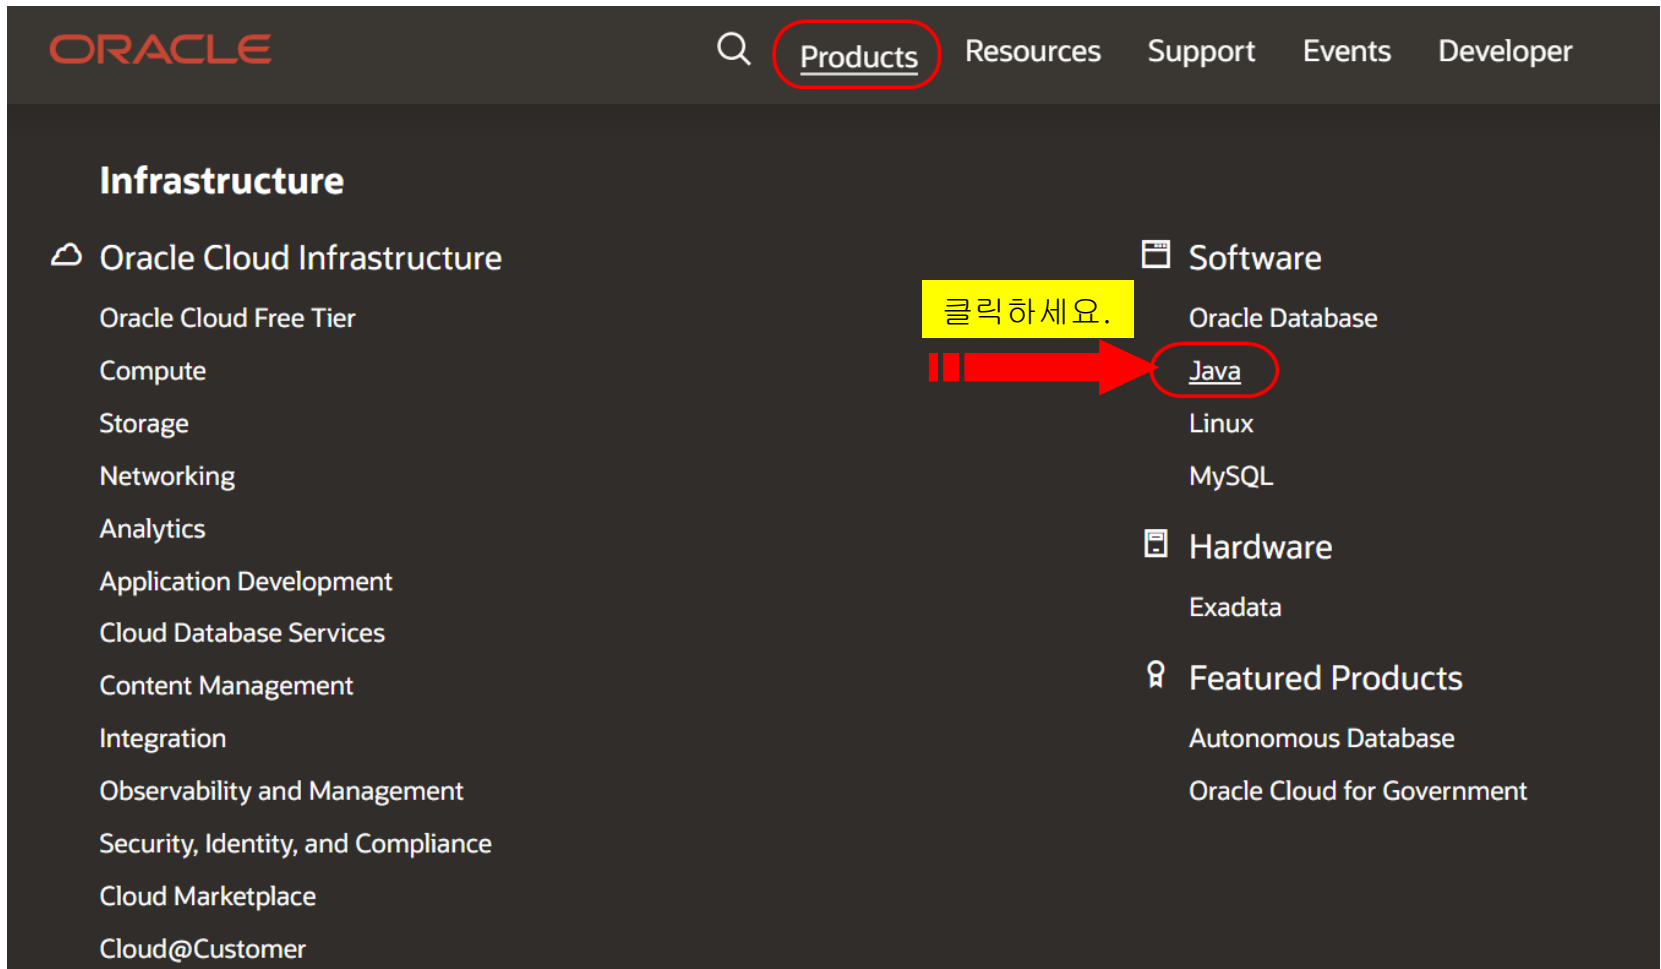 ORACLE
Products Resources Support Events Developer
Infrastructure
Oracle Cloud Infrastructure
Oracle Cloud Free Tier
Compute
Storage
Networking
Analytics
Application Development
Cloud Database Services
Content Management
Integration
Observability and Management
Security, Identity, and Compliance
Cloud Marketplace
Cloud@Customer
Software
Oracle Database
클릭하세요.
Java
Linux
MySQL
Hardware
Exadata
Featured Products
Autonomous Database
Oracle Cloud for Government